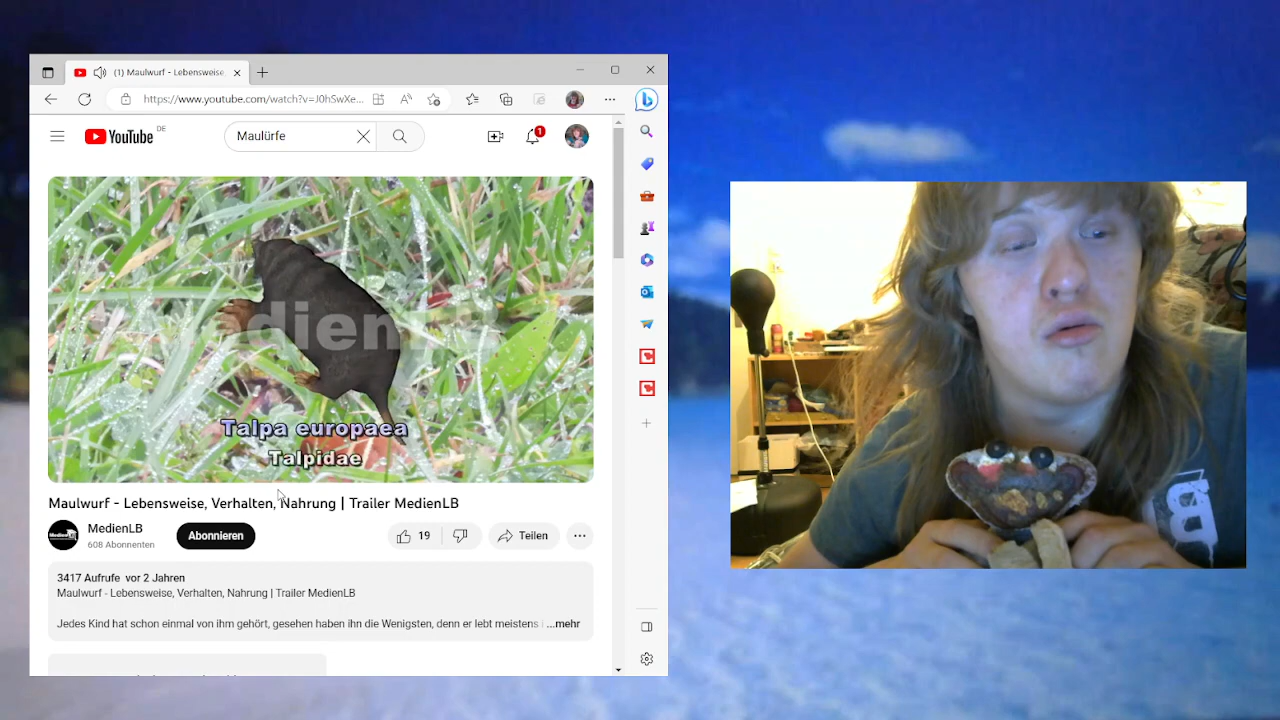 (1) Maulwurf - Lebensweise,
https://www.youtube.com/watch?v=J0hSwXe...
YouTube DE
Maulürfe
1
MedienLB
Talpa europaea
Talpidae
Maulwurf - Lebensweise, Verhalten, Nahrung | Trailer MedienLB
MedienLB
608 Abonnenten
Abonnieren
19
Teilen
3417 Aufrufe vor 2 Jahren
Maulwurf - Lebensweise, Verhalten, Nahrung | Trailer MedienLB
Jedes Kind hat schon einmal von ihm gehört, gesehen haben ihn die Wenigsten, denn er lebt meistens i ...mehr
B